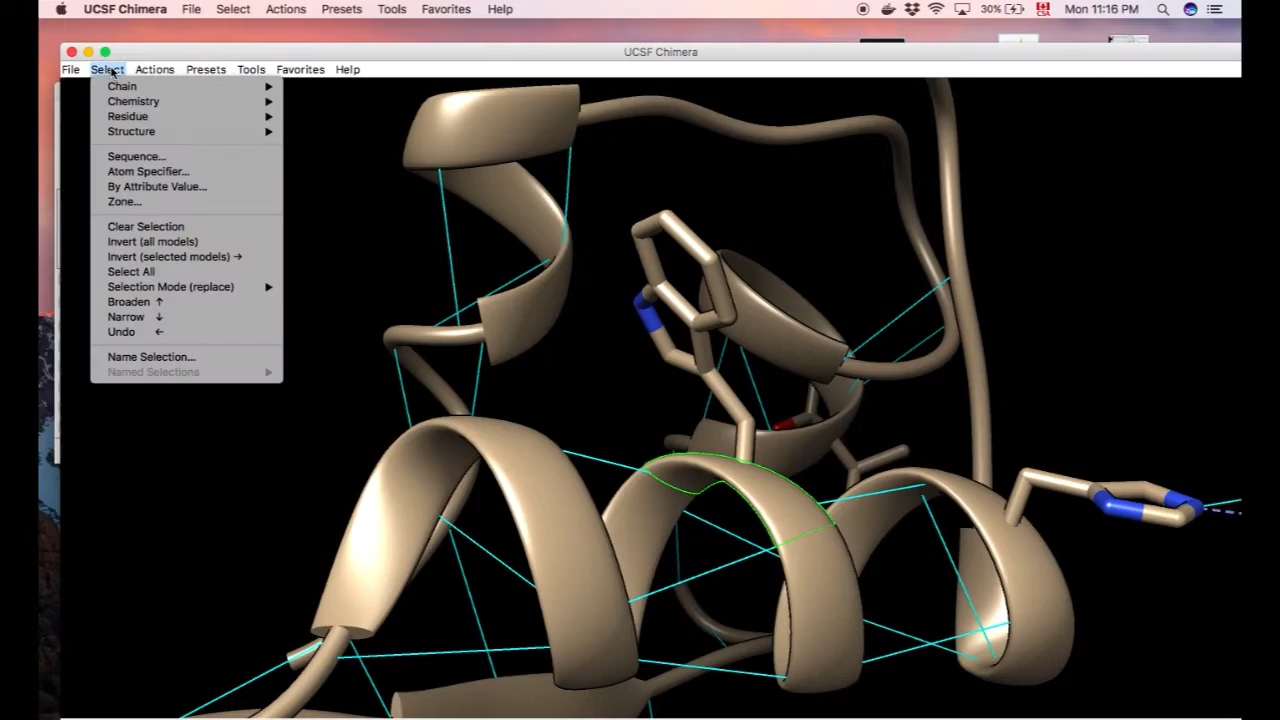 UCSF Chimera File Select Actions Presets Tools Favorites Help 30% CSA Mon 11:16 PM
UCSF Chimera
File Select Actions Presets Tools Favorites Help
Chain
Chemistry
Residue
Structure
Sequence...
Atom Specifier...
By Attribute Value...
Zone...
Clear Selection
Invert (all models)
Invert (selected models) →
Select All
Selection Mode (replace)
Broaden ↑
Narrow ↓
Undo ←
Name Selection...
Named Selections